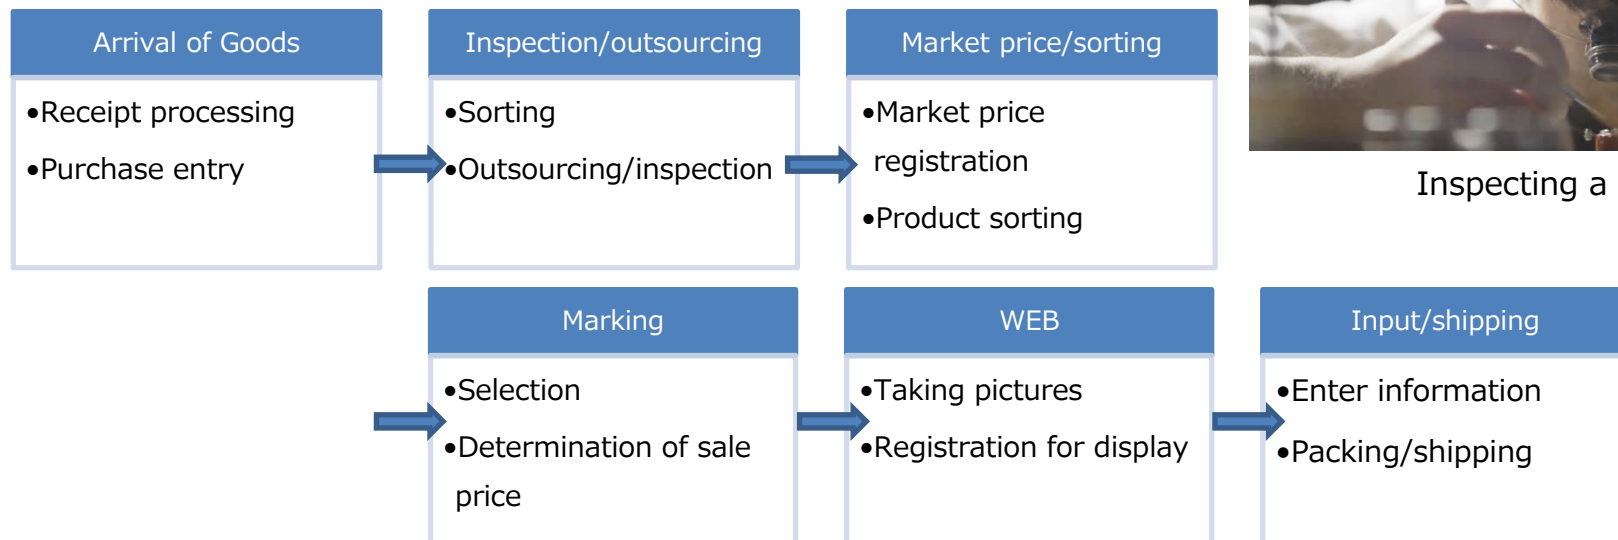 Arrival of Goods
•Receipt processing
•Purchase entry
Inspection/outsourcing
•Sorting
•Outsourcing/inspection
Market price/sorting
•Market price
registration
•Product sorting
Inspecting a
Marking
•Selection
•Determination of sale
price
WEB
•Taking pictures
•Registration for display
Input/shipping
•Enter information
•Packing/shipping